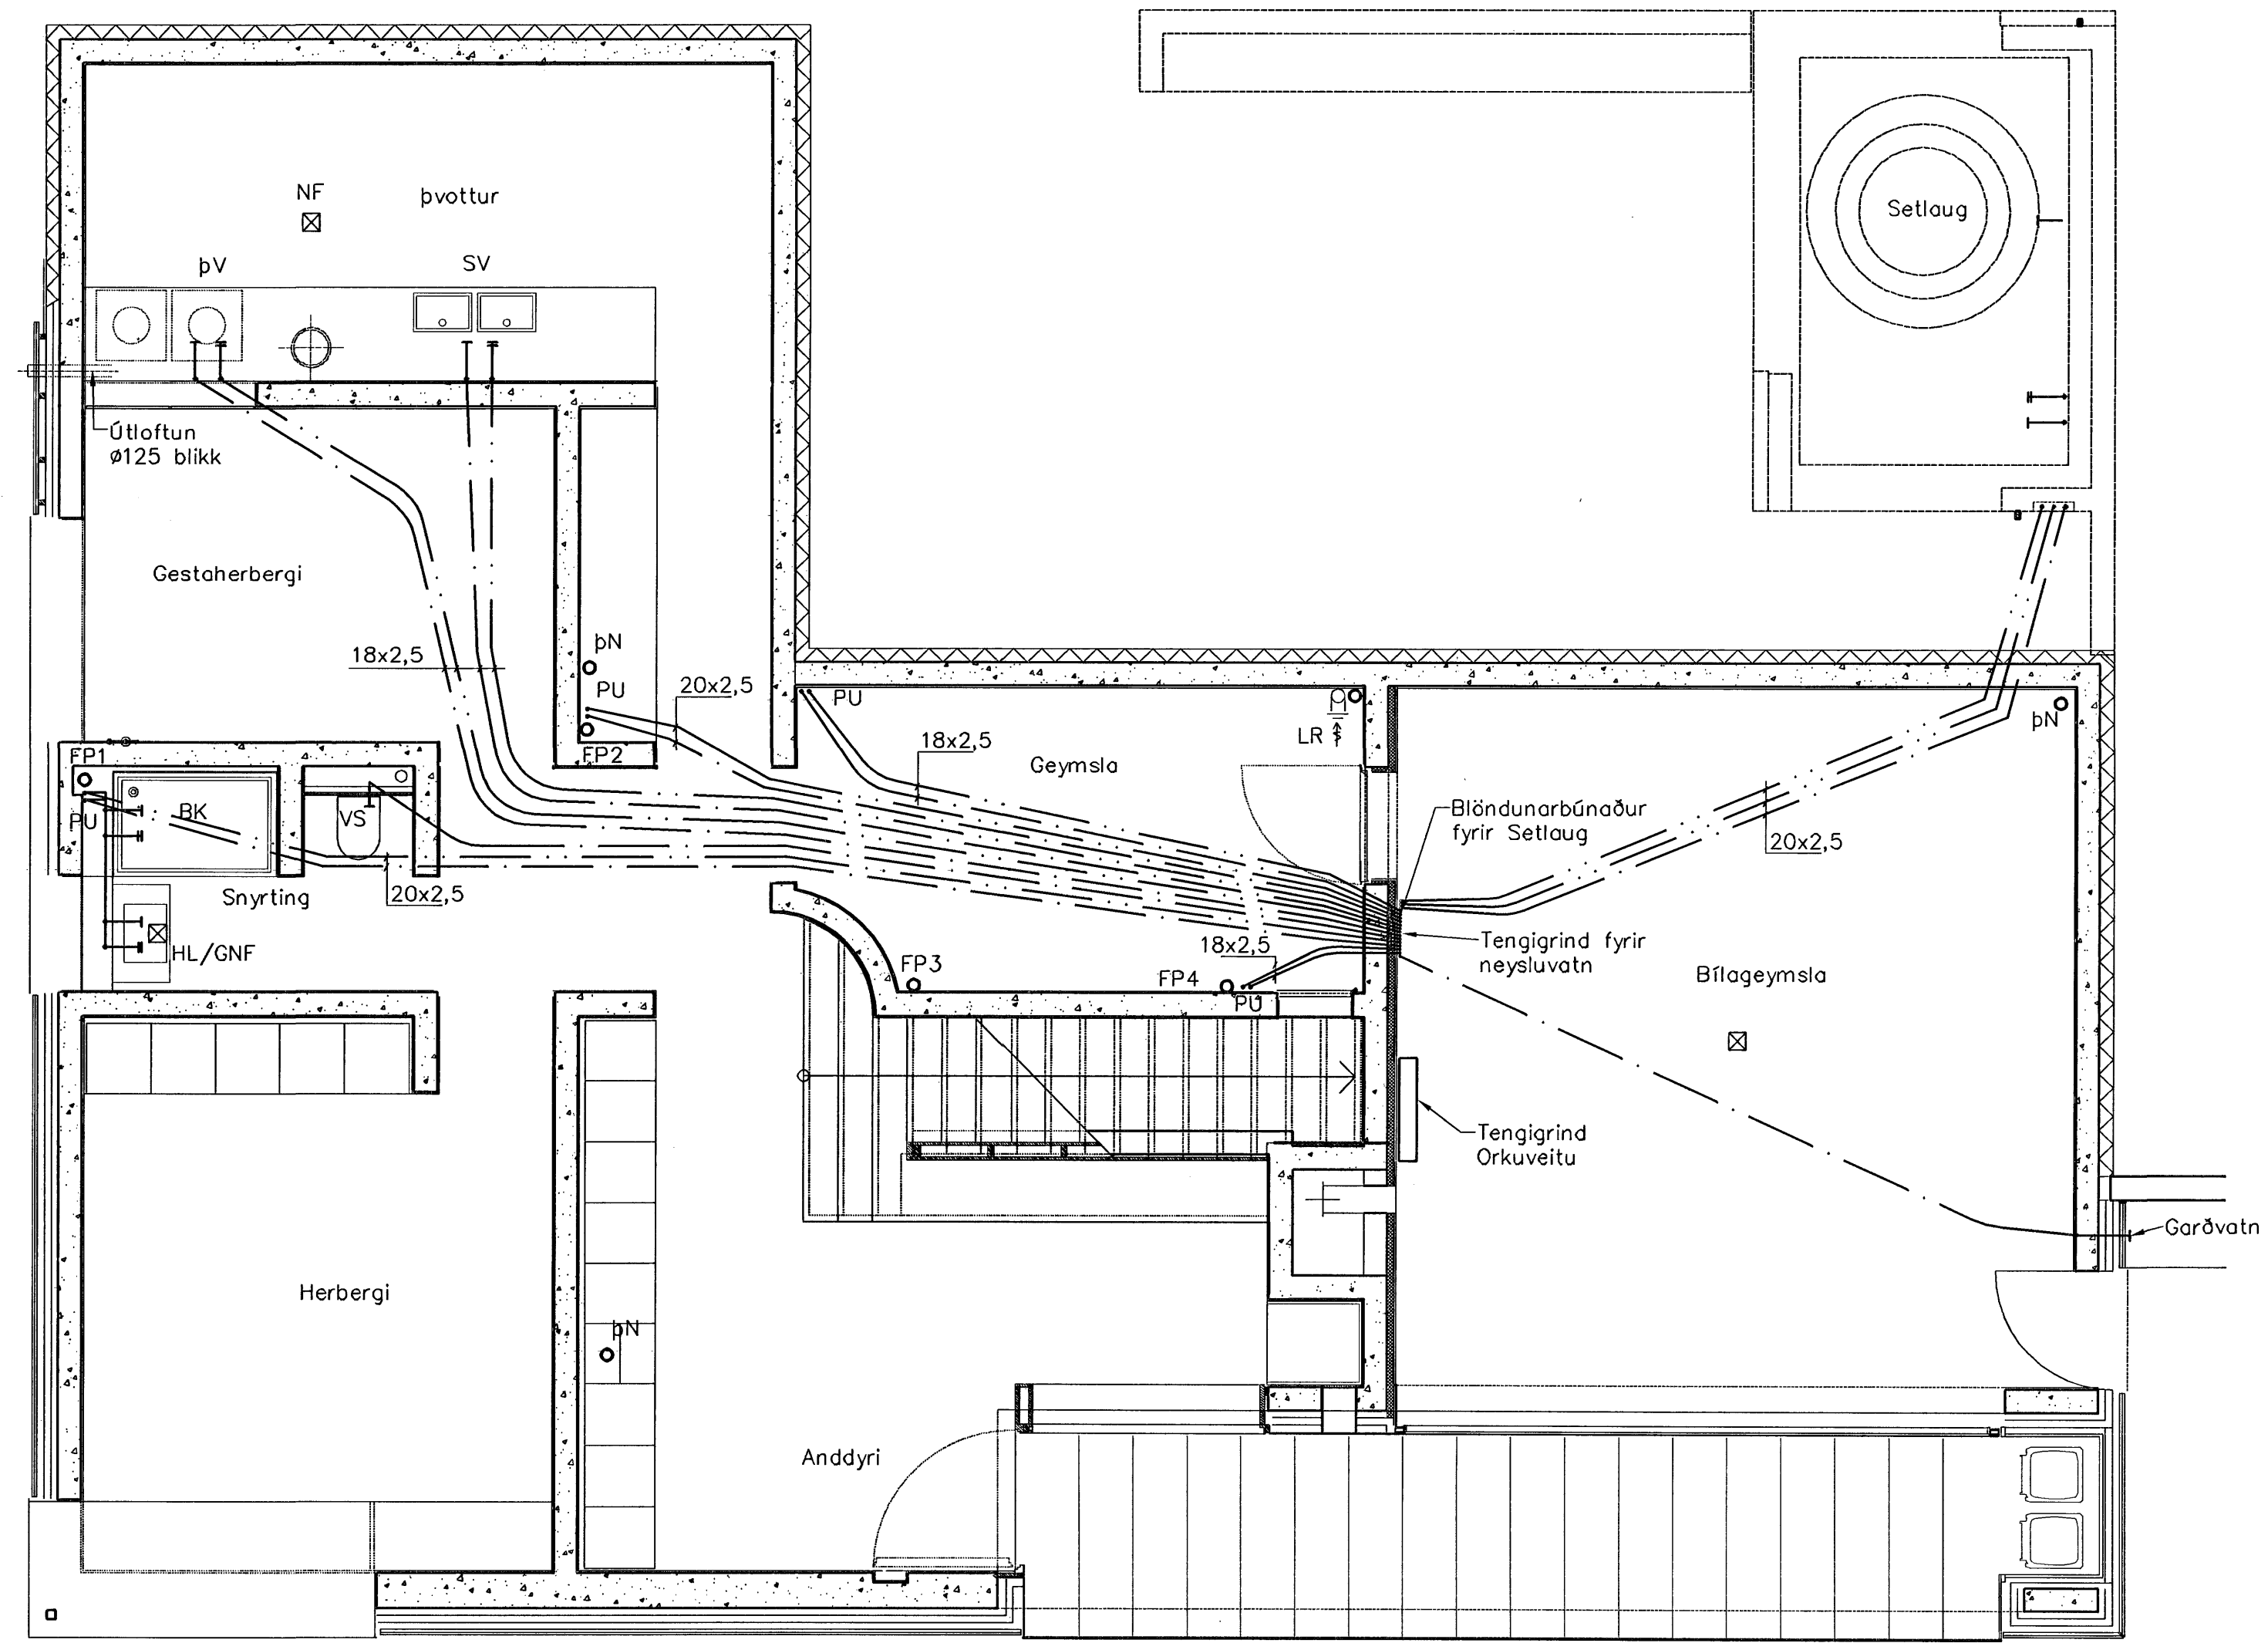 NF
þvottur
Setlaug
þV
SV
Útloftun
ø125 blikk
Gestaherbergi
18x2,5
þN
PU
20x2,5
FP2
PU
18x2,5
Geymsla
LR
þN
FP1
PU
BK
VS
20x2,5
Snyrting
HL/GNF
Blöndunarbúnaður
fyrir Setlaug
20x2,5
Tengigrind fyrir
neysluvatn
Bílageymsla
18x2,5
FP3
FP4
PU
Tengigrind
Orkuveitu
Garðvatn
Herbergi
þN
Anddyri